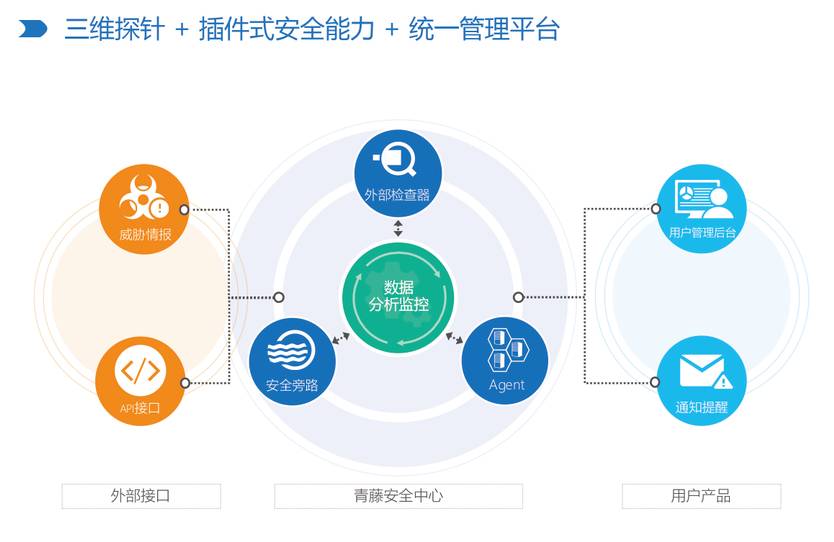 三维探针 + 插件式安全能力 + 统一管理平台
外部检查器
威胁情报
用户管理后台
数据
分析监控
安全旁路
Agent
API接口
通知提醒
外部接口
青藤安全中心
用户产品